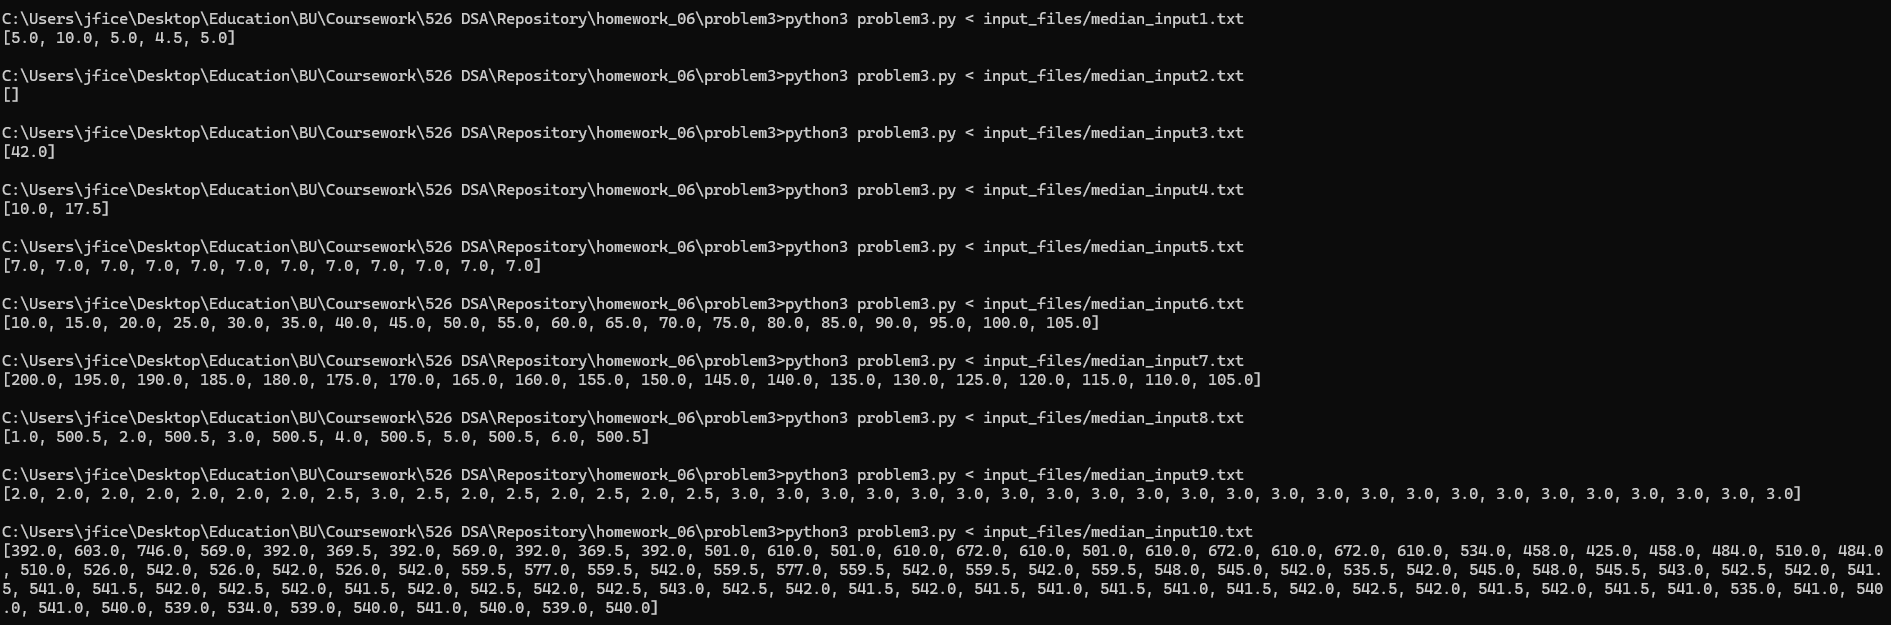 C:\Users\jfice\Desktop\Education\BU\Coursework\526 DSA\Repository\homework_06\problem3>python3 problem3.py < input_files/median_input1.txt
[5.0, 10.0, 5.0, 4.5, 5.0]
C:\Users\jfice\Desktop\Education\BU\Coursework\526 DSA\Repository\homework_06\problem3>python3 problem3.py < input_files/median_input2.txt
[]
C:\Users\jfice\Desktop\Education\BU\Coursework\526 DSA\Repository\homework_06\problem3>python3 problem3.py < input_files/median_input3.txt
[42.0]
C:\Users\jfice\Desktop\Education\BU\Coursework\526 DSA\Repository\homework_06\problem3>python3 problem3.py < input_files/median_input4.txt
[10.0, 17.5]
C:\Users\jfice\Desktop\Education\BU\Coursework\526 DSA\Repository\homework_06\problem3>python3 problem3.py < input_files/median_input5.txt
[7.0, 7.0, 7.0, 7.0, 7.0, 7.0, 7.0, 7.0, 7.0, 7.0, 7.0, 7.0]
C:\Users\jfice\Desktop\Education\BU\Coursework\526 DSA\Repository\homework_06\problem3>python3 problem3.py < input_files/median_input6.txt
[10.0, 15.0, 20.0, 25.0, 30.0, 35.0, 40.0, 45.0, 50.0, 55.0, 60.0, 65.0, 70.0, 75.0, 80.0, 85.0, 90.0, 95.0, 100.0, 105.0]
C:\Users\jfice\Desktop\Education\BU\Coursework\526 DSA\Repository\homework_06\problem3>python3 problem3.py < input_files/median_input7.txt
[200.0, 195.0, 190.0, 185.0, 180.0, 175.0, 170.0, 165.0, 160.0, 155.0, 150.0, 145.0, 140.0, 135.0, 130.0, 125.0, 120.0, 115.0, 110.0, 105.0]
C:\Users\jfice\Desktop\Education\BU\Coursework\526 DSA\Repository\homework_06\problem3>python3 problem3.py < input_files/median_input8.txt
[1.0, 500.5, 2.0, 500.5, 3.0, 500.5, 4.0, 500.5, 5.0, 500.5, 6.0, 500.5]
C:\Users\jfice\Desktop\Education\BU\Coursework\526 DSA\Repository\homework_06\problem3>python3 problem3.py < input_files/median_input9.txt
[2.0, 2.0, 2.0, 2.0, 2.0, 2.0, 2.0, 2.5, 3.0, 2.5, 2.0, 2.5, 2.0, 2.5, 2.0, 2.5, 3.0, 3.0, 3.0, 3.0, 3.0, 3.0, 3.0, 3.0, 3.0, 3.0, 3.0, 3.0, 3.0, 3.0, 3.0, 3.0, 3.0, 3.0, 3.0, 3.0, 3.0, 3.0, 3.0, 3.0]
C:\Users\jfice\Desktop\Education\BU\Coursework\526 DSA\Repository\homework_06\problem3>python3 problem3.py < input_files/median_input10.txt
[392.0, 603.0, 746.0, 569.0, 392.0, 369.5, 392.0, 569.0, 392.0, 369.5, 392.0, 501.0, 610.0, 501.0, 610.0, 672.0, 610.0, 501.0, 610.0, 672.0, 610.0, 672.0, 610.0, 534.0, 458.0, 425.0, 458.0, 484.0, 510.0, 484.0
, 510.0, 526.0, 542.0, 526.0, 542.0, 526.0, 542.0, 559.5, 577.0, 559.5, 542.0, 559.5, 577.0, 559.5, 542.0, 559.5, 542.0, 559.5, 548.0, 545.0, 542.0, 535.5, 542.0, 545.0, 548.0, 545.5, 543.0, 542.5, 542.0, 541.
5, 541.0, 541.5, 542.0, 542.5, 542.0, 541.5, 542.0, 542.5, 542.0, 542.5, 543.0, 542.5, 542.0, 541.5, 542.0, 541.5, 541.0, 541.5, 541.0, 541.5, 542.0, 542.5, 542.0, 541.5, 542.0, 541.5, 541.0, 535.0, 541.0, 540
.0, 541.0, 540.0, 539.0, 534.0, 539.0, 540.0, 541.0, 540.0, 539.0, 540.0]